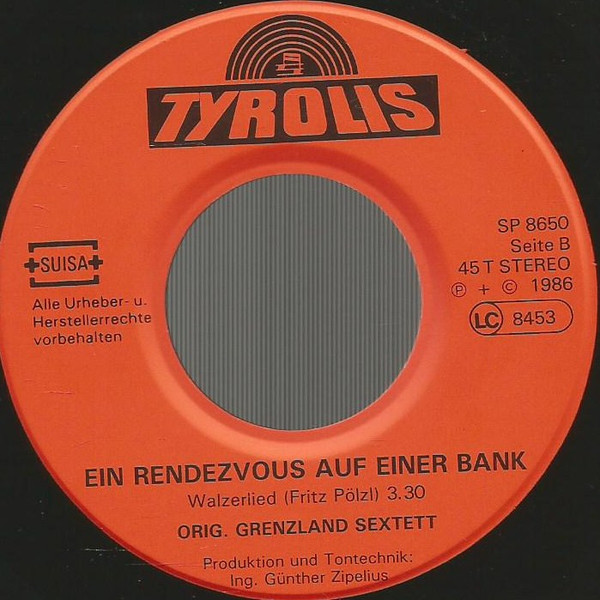 TYROLIS
SP 8650
Seite B
45 T STEREO
Ⓟ + © 1986
LC 8453
+SUISA+
Alle Urheber- u.
Herstellerrechte
vorbehalten
EIN RENDEZVOUS AUF EINER BANK
Walzerlied (Fritz Pölzl) 3.30
ORIG. GRENZLAND SEXTETT
Produktion und Tontechnik:
Ing. Günther Zipelius